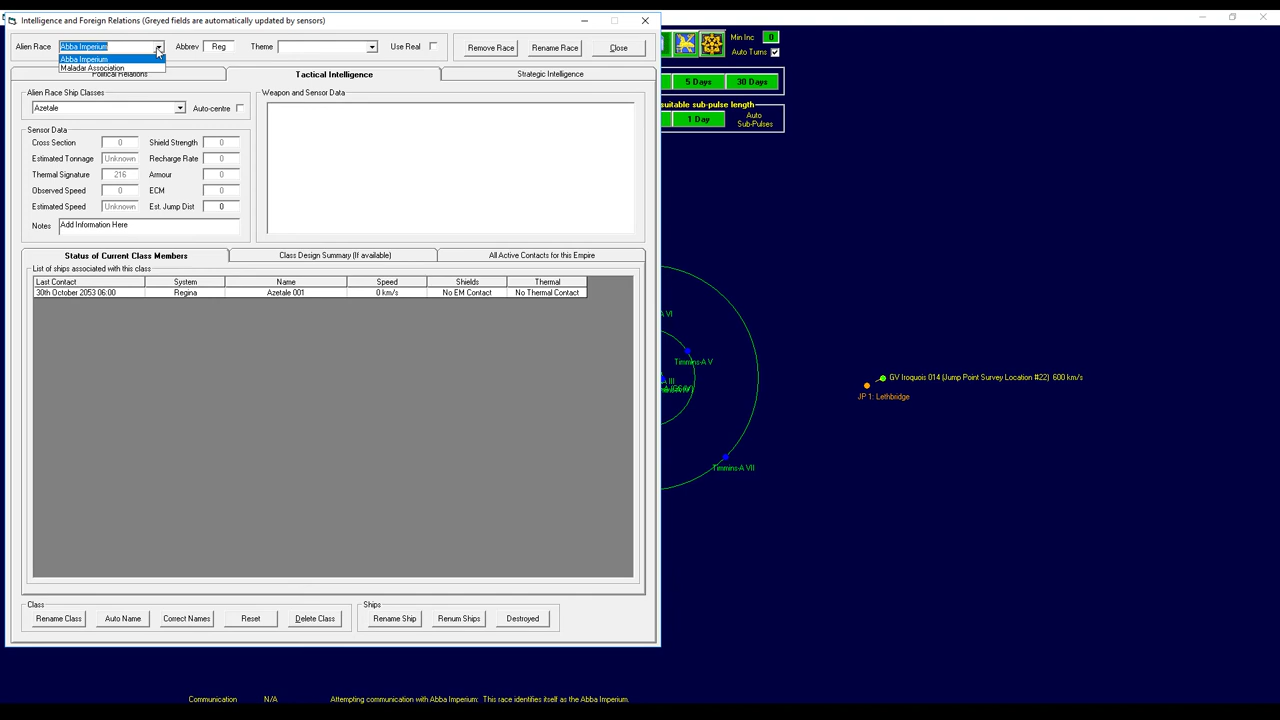 Intelligence and Foreign Relations (Greyed fields are automatically updated by sensors)
Alien Race Abba Imperium Abbrev Reg Theme Use Real Remove Race Rename Race Close
Abba Imperium
Maladar Association
Political Relations Tactical Intelligence Strategic Intelligence
Alien Race Ship Classes
Azetale Auto-centre
Weapon and Sensor Data
Sensor Data
Cross Section 0 Shield Strength 0
Estimated Tonnage Unknown Recharge Rate 0
Thermal Signature 216 Armour 0
Observed Speed 0 ECM 0
Estimated Speed Unknown Est. Jump Dist 0
Notes Add Information Here
Status of Current Class Members Class Design Summary (If available) All Active Contacts for this Empire
List of ships associated with this class
Last Contact System Name Speed Shields Thermal
30th October 2053 06:00 Regina Azetale 001 0 km/s No EM Contact No Thermal Contact
Class
Rename Class Auto Name Correct Names Reset Delete Class
Ships
Rename Ship Renum Ships Destroyed
Min Inc 0
Auto Turns
5 Days 30 Days
suitable sub-pulse length
1 Day Auto Sub-Pulses
Timmins-A V
GV Iroquois 014 (Jump Point Survey Location #22) 600 km/s
JP 1: Lethbridge
Timmins-A VII
Communication N/A Attempting communication with Abba Imperium: This race identifies itself as the Abba Imperium.